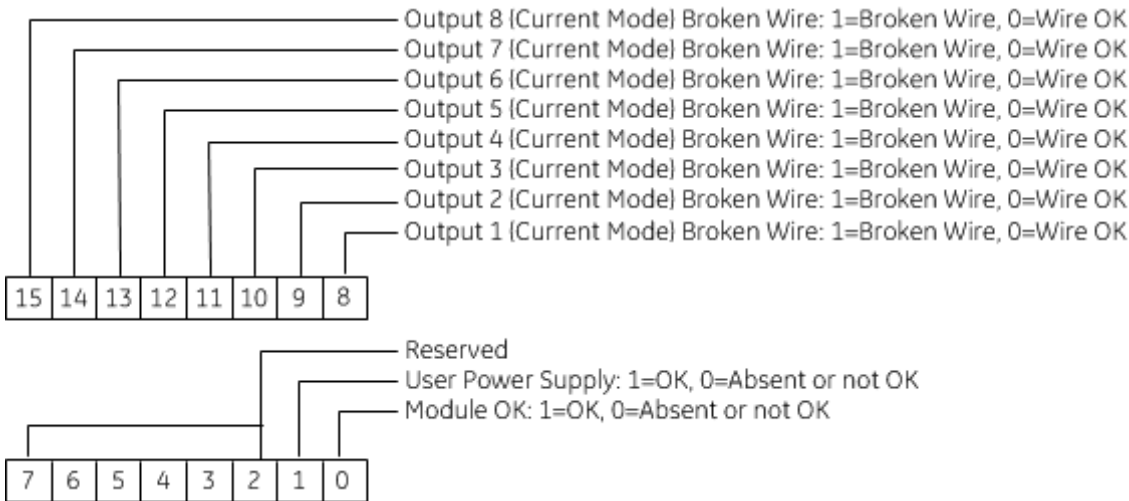 Output 8 (Current Mode) Broken Wire: 1=Broken Wire, 0=Wire OK
Output 7 (Current Mode) Broken Wire: 1=Broken Wire, 0=Wire OK
Output 6 (Current Mode) Broken Wire: 1=Broken Wire, 0=Wire OK
Output 5 (Current Mode) Broken Wire: 1=Broken Wire, 0=Wire OK
Output 4 (Current Mode) Broken Wire: 1=Broken Wire, 0=Wire OK
Output 3 (Current Mode) Broken Wire: 1=Broken Wire, 0=Wire OK
Output 2 (Current Mode) Broken Wire: 1=Broken Wire, 0=Wire OK
Output 1 (Current Mode) Broken Wire: 1=Broken Wire, 0=Wire OK
15 14 13 12 11 10 9 8
Reserved
User Power Supply: 1=OK, 0=Absent or not OK
Module OK: 1=OK, 0=Absent or not OK
7 6 5 4 3 2 1 0